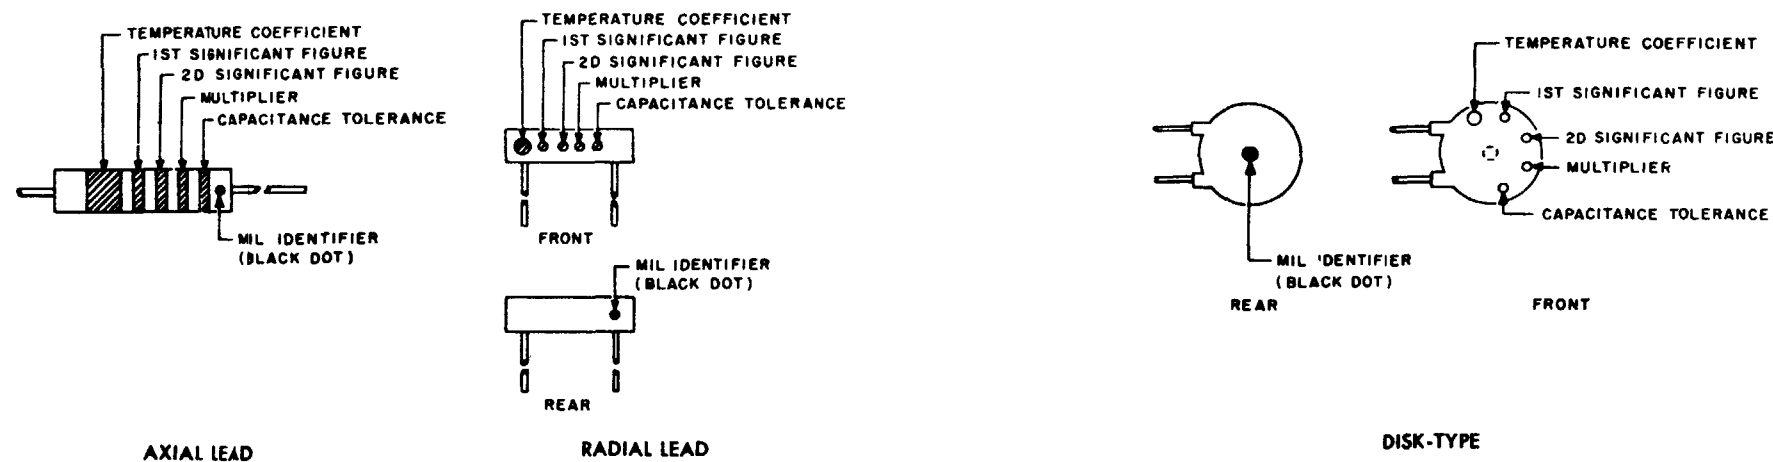 TEMPERATURE COEFFICIENT
1ST SIGNIFICANT FIGURE
2D SIGNIFICANT FIGURE
MULTIPLIER
CAPACITANCE TOLERANCE
MIL IDENTIFIER
(BLACK DOT)
AXIAL LEAD
TEMPERATURE COEFFICIENT
1ST SIGNIFICANT FIGURE
2D SIGNIFICANT FIGURE
MULTIPLIER
CAPACITANCE TOLERANCE
FRONT
MIL IDENTIFIER
(BLACK DOT)
REAR
RADIAL LEAD
MIL IDENTIFIER
(BLACK DOT)
REAR
TEMPERATURE COEFFICIENT
1ST SIGNIFICANT FIGURE
2D SIGNIFICANT FIGURE
MULTIPLIER
CAPACITANCE TOLERANCE
FRONT
DISK-TYPE